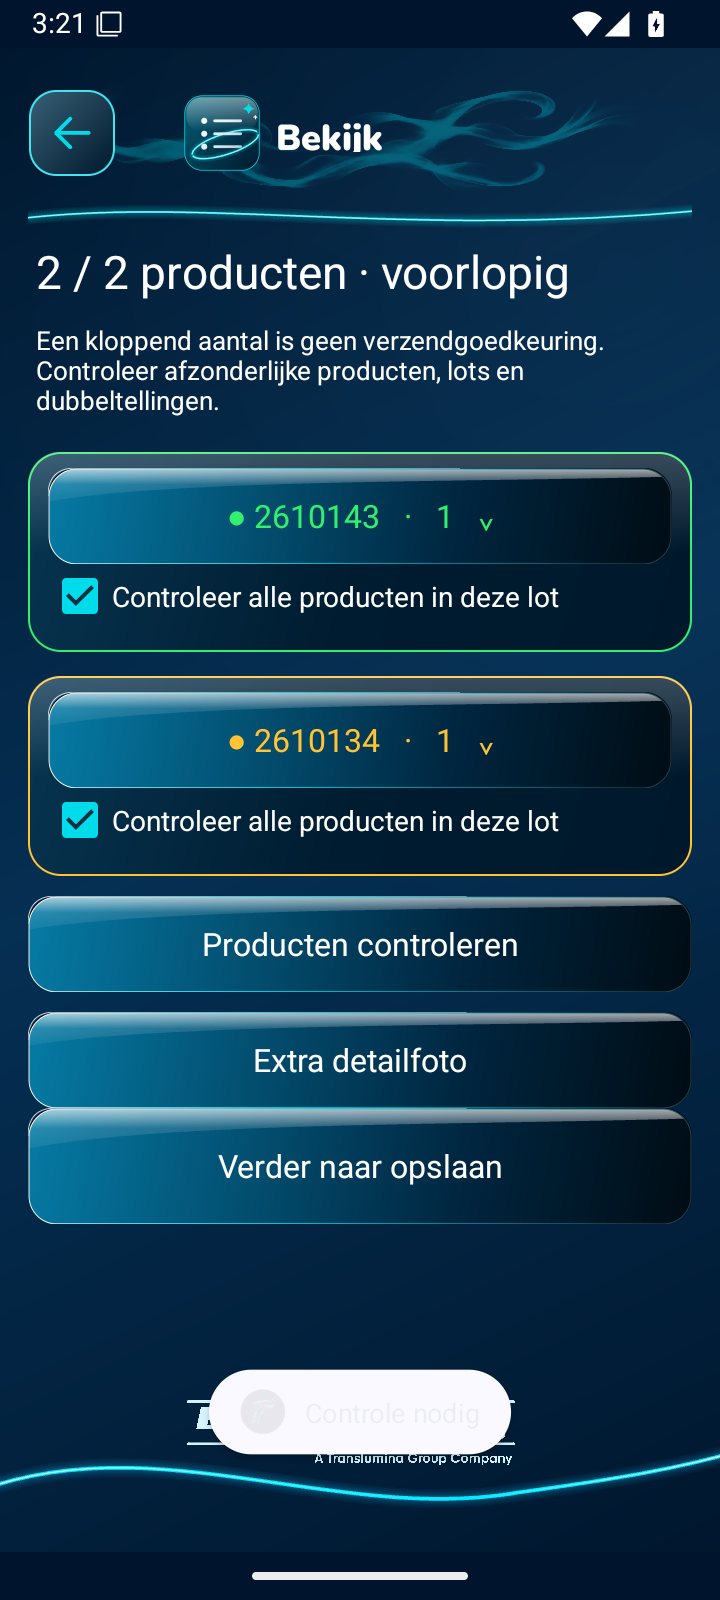 3:21
Bekijk
2 / 2 producten · voorlopig
Een kloppend aantal is geen verzendgoedkeuring.
Controleer afzonderlijke producten, lots en
dubbeltellingen.
2610143 · 1
Controleer alle producten in deze lot
2610134 · 1
Controleer alle producten in deze lot
Producten controleren
Extra detailfoto
Verder naar opslaan
Controle nodig
A Translumina Group Company